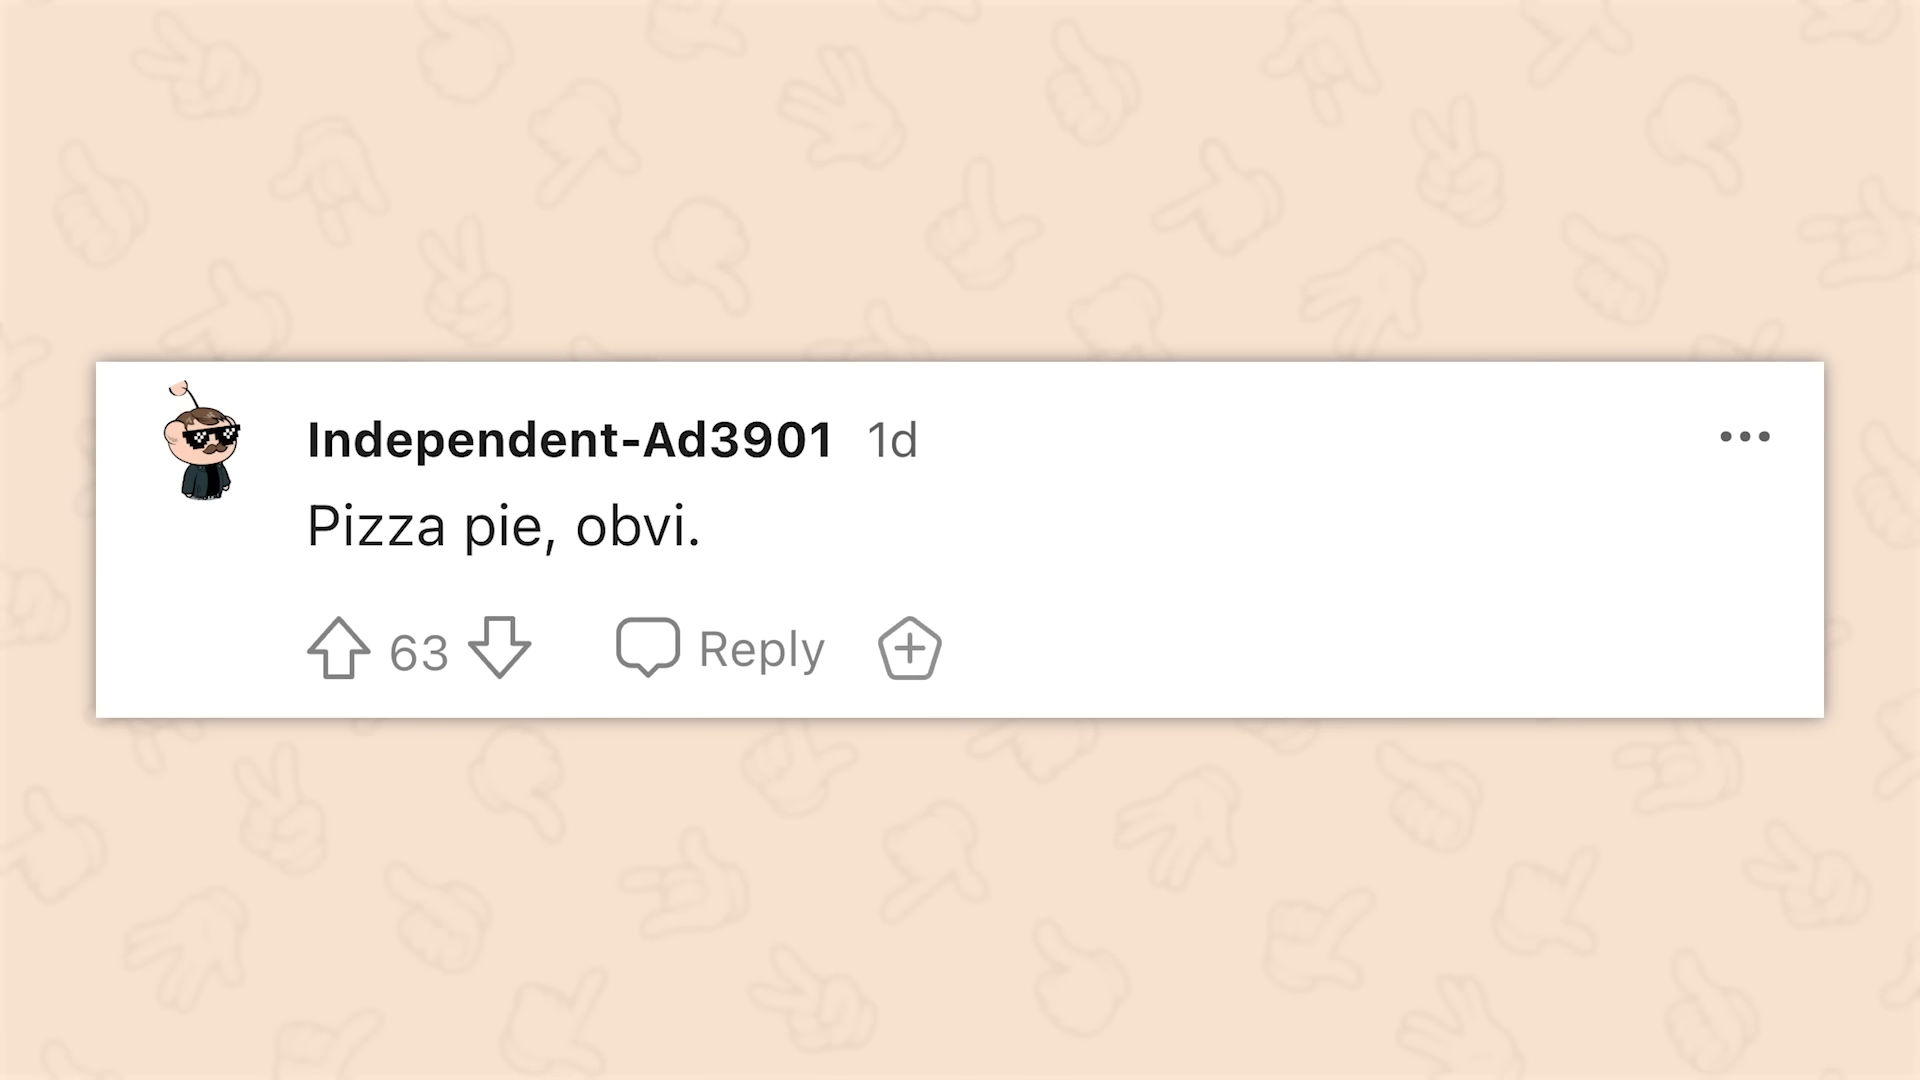 Independent-Ad3901 1d
Pizza pie, obvi.
63 Reply